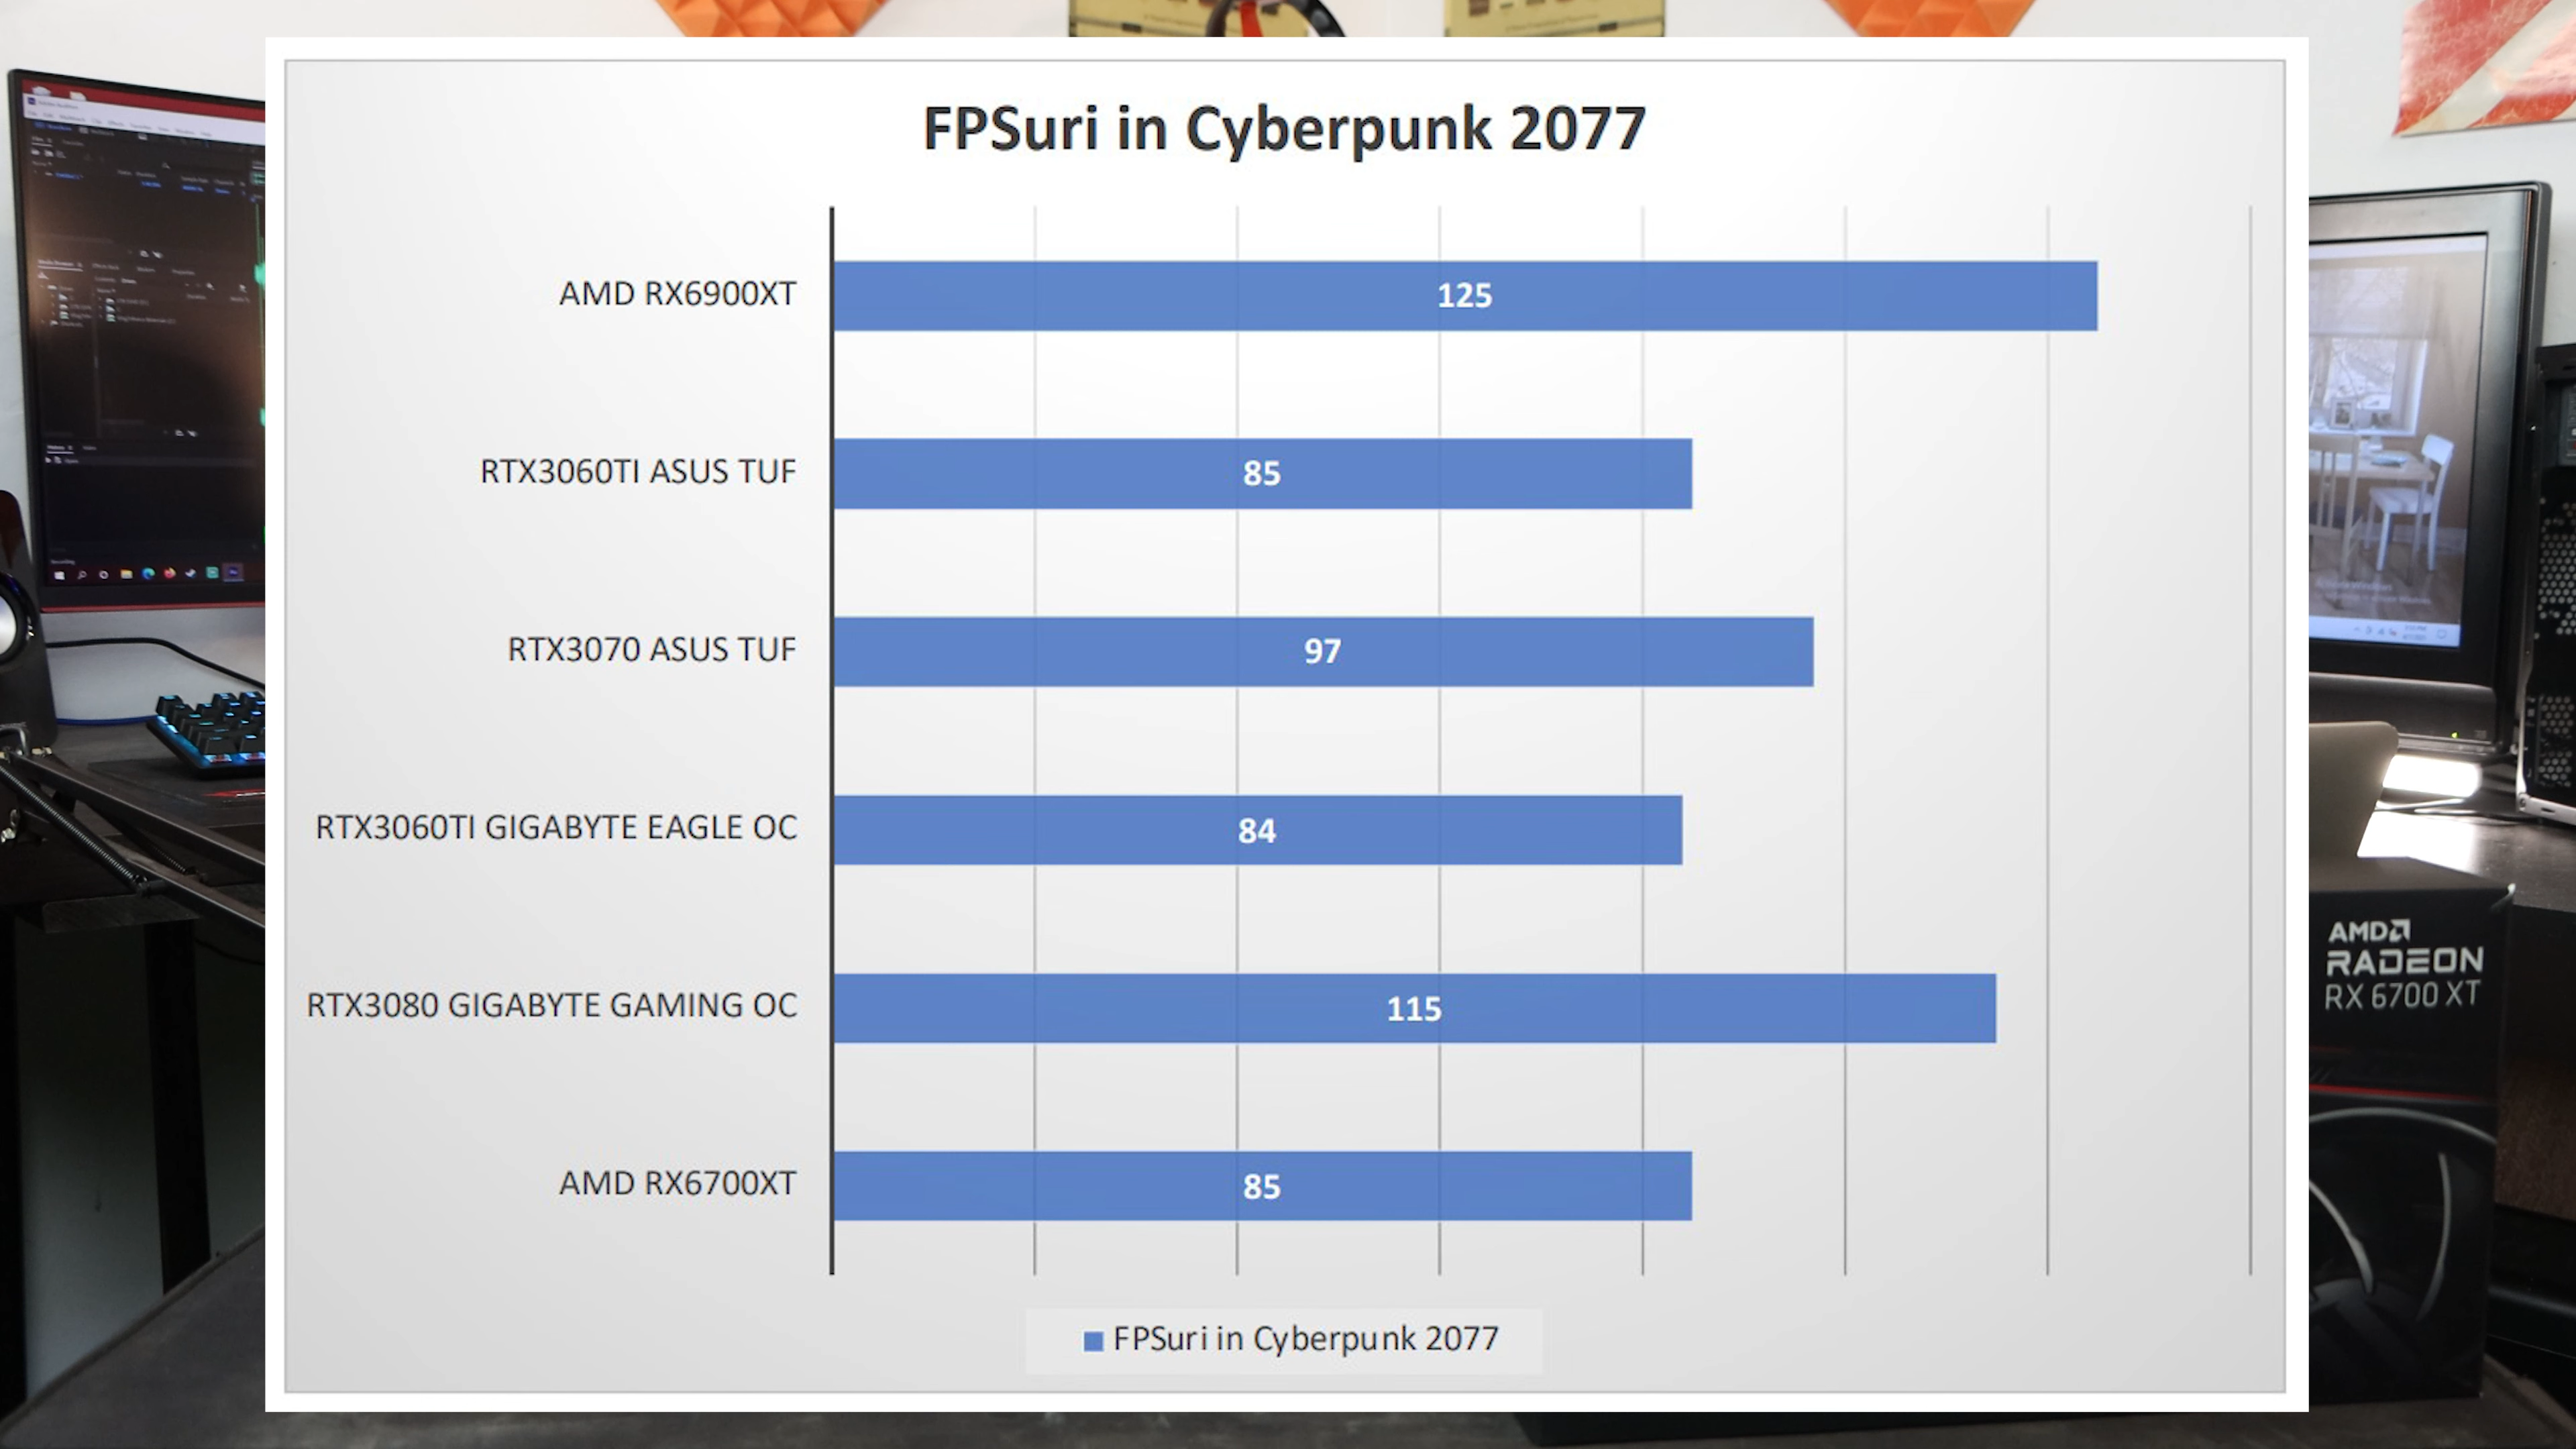 FPSuri in Cyberpunk 2077
AMD RX6900XT
125
RTX3060TI ASUS TUF
85
RTX3070 ASUS TUF
97
RTX3060TI GIGABYTE EAGLE OC
84
RTX3080 GIGABYTE GAMING OC
115
AMD RX6700XT
85
FPSuri in Cyberpunk 2077
AMD
RADEON
RX 6700 XT